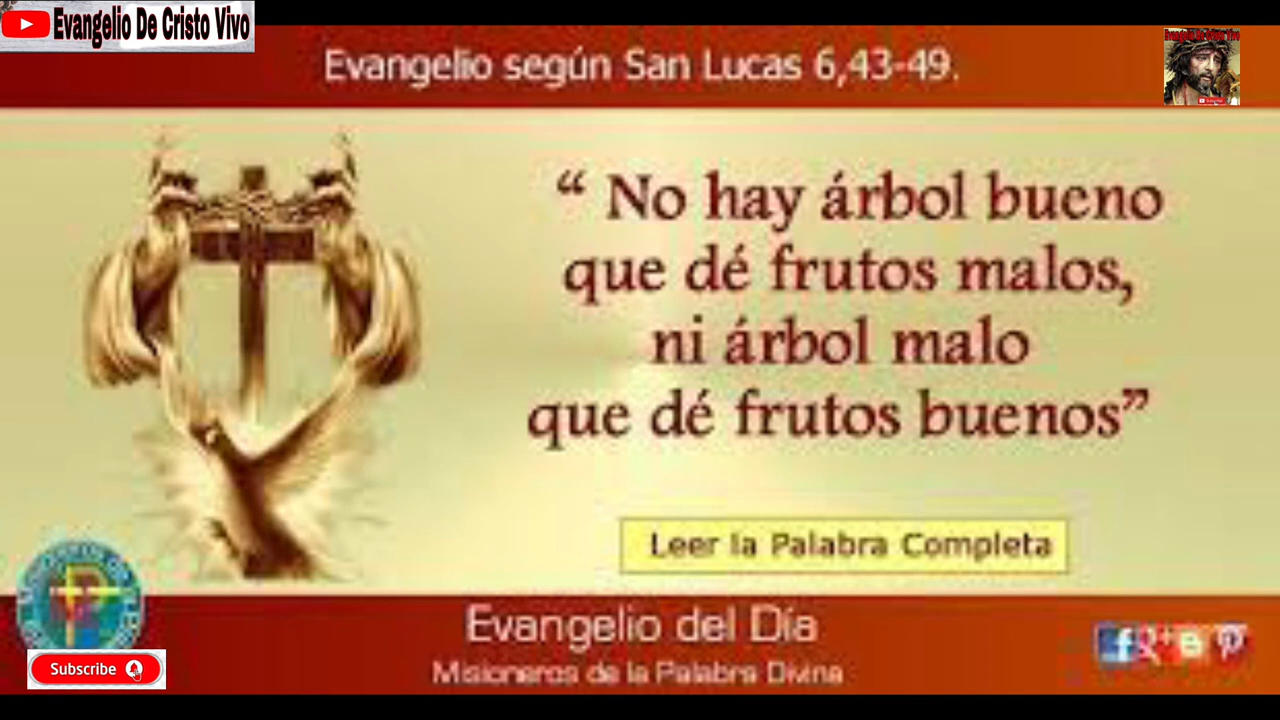 Evangelio De Cristo Vivo
Evangelio según San Lucas 6,43-49.
“ No hay árbol bueno
que dé frutos malos,
ni árbol malo
que dé frutos buenos”
Leer la Palabra Completa
Evangelio del Día
Misioneros de la Palabra Divina
Subscribe